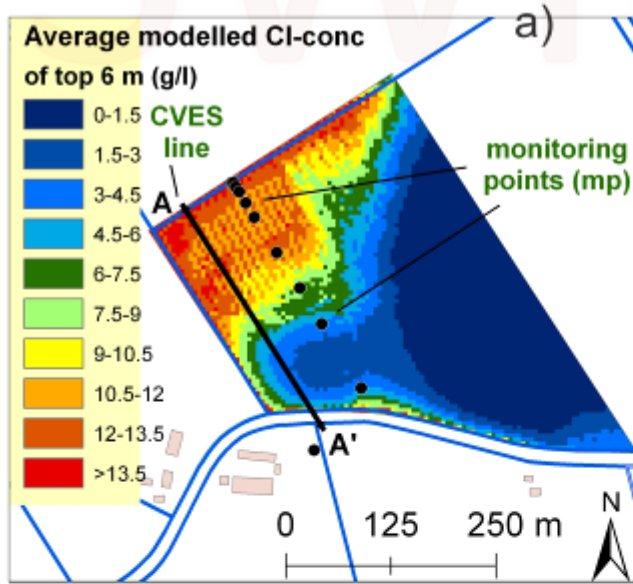 a)
Average modelled Cl-conc
of top 6 m (g/l)
0-1.5
1.5-3
3-4.5
4.5-6
6-7.5
7.5-9
9-10.5
10.5-12
12-13.5
>13.5
CVES
line
A
monitoring
points (mp)
A'
0 125 250 m
N